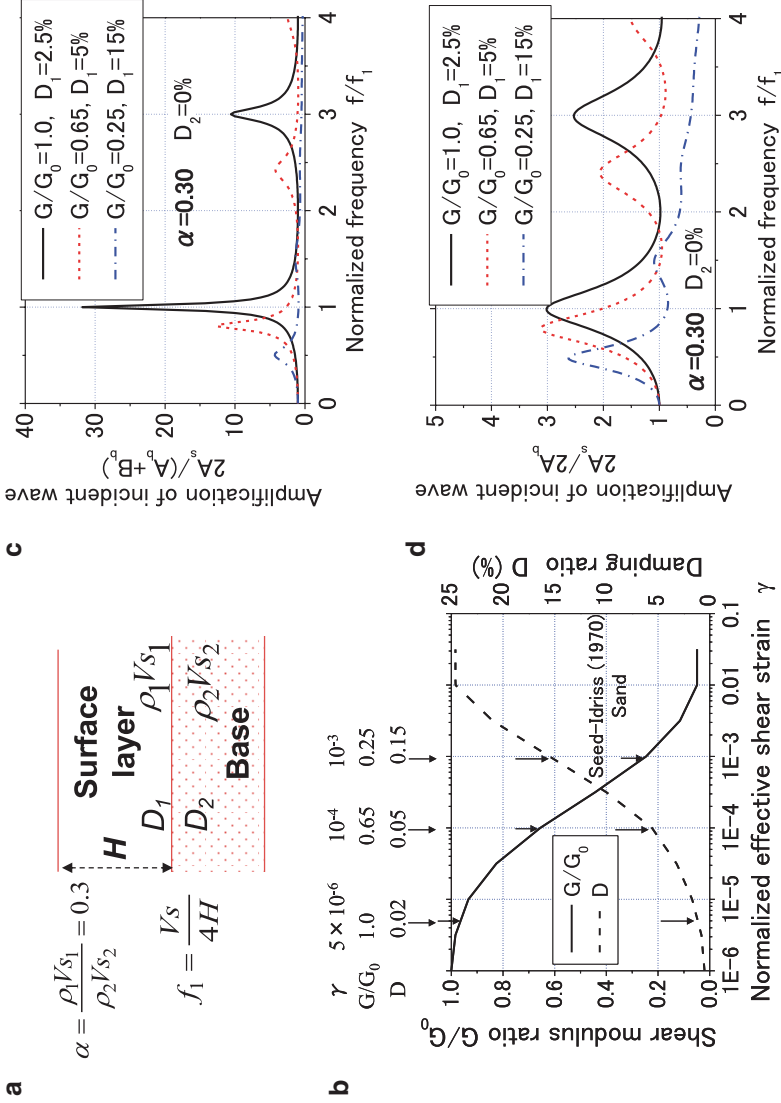 a
α = ρ1Vs1 / ρ2Vs2 = 0.3
f1 = Vs / 4H
H
Surface
layer
D1 ρ1Vs1
D2 ρ2Vs2
Base
b
γ 5×10-6 10-4 10-3
G/G0 1.0 0.65 0.25
D 0.02 0.05 0.15
Shear modulus ratio G/G0
1.0
0.8
0.6
0.4
0.2
0.0
G/G0
D
Seed-Idriss (1970)
Sand
25
20
15
10
5
1
Damping ratio D (%)
1E-6 1E-5 1E-4 1E-3 0.01 0.1
Normalized effective shear strain γ
c
Amplification of incident wave
2As/(Ab+Bb)
40
30
20
10
0
G/G0=1.0, D1=2.5%
G/G0=0.65, D1=5%
G/G0=0.25, D1=15%
α=0.30 D2=0%
0 1 2 3 4
Normalized frequency f/f1
d
Amplification of incident wave
2As/2Ab
5
4
3
2
1
0
G/G0=1.0, D1=2.5%
G/G0=0.65, D1=5%
G/G0=0.25, D1=15%
α=0.30 D2=0%
0 1 2 3 4
Normalized frequency f/f1